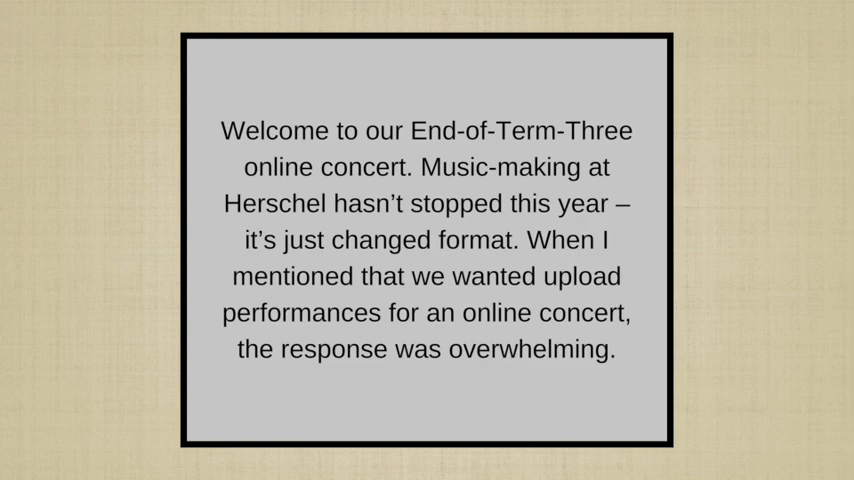 Welcome to our End-of-Term-Three
online concert. Music-making at
Herschel hasn’t stopped this year –
it’s just changed format. When I
mentioned that we wanted upload
performances for an online concert,
the response was overwhelming.